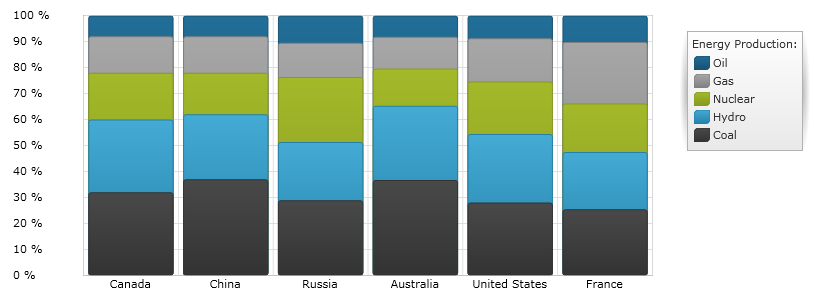 100 %
90 %
80 %
70 %
60 %
50 %
40 %
30 %
20 %
10 %
0 %
Canada China Russia Australia United States France
Energy Production:
Oil
Gas
Nuclear
Hydro
Coal